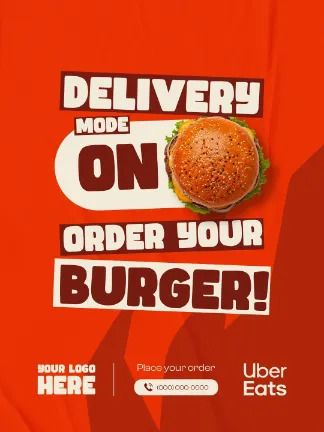 DELIVERY
MODE
ON
ORDER YOUR
BURGER!
YOUR LOGO
HERE
Place your order
(000) 000-0000
Uber
Eats